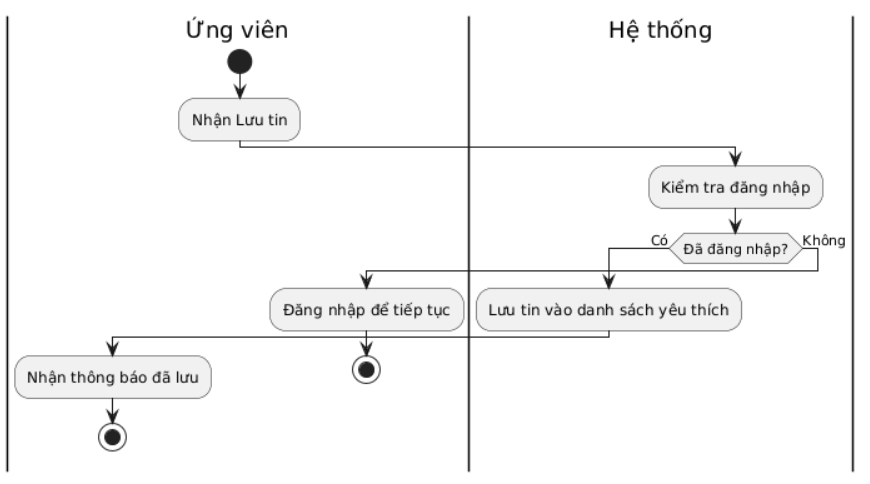 Ứng viên
Hệ thống
Nhận Lưu tin
Kiểm tra đăng nhập
Có
Đã đăng nhập?
Không
Đăng nhập để tiếp tục
Lưu tin vào danh sách yêu thích
Nhận thông báo đã lưu